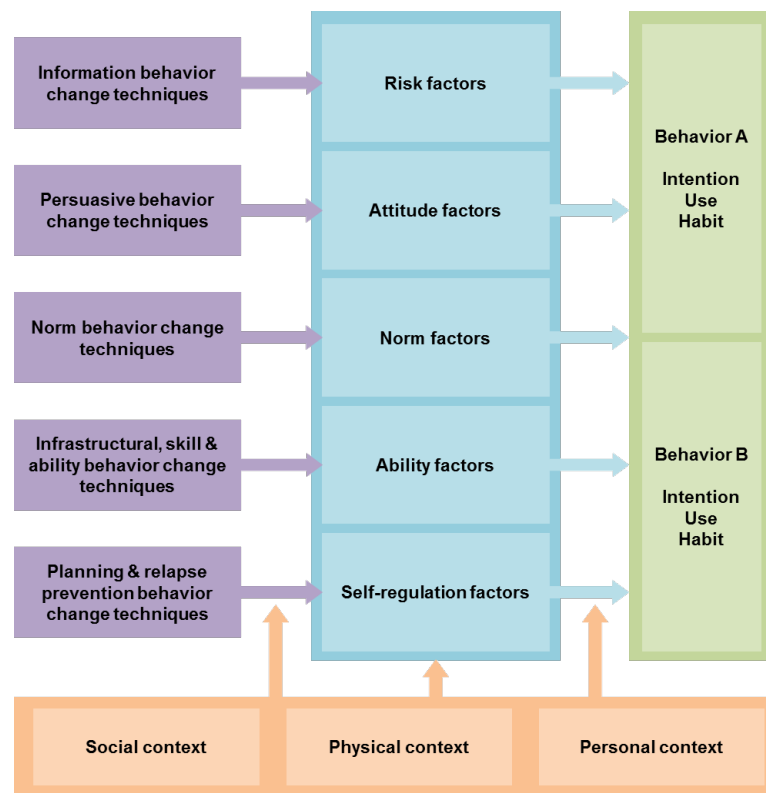 Information behavior
change techniques
Risk factors
Persuasive behavior
change techniques
Attitude factors
Norm behavior change
techniques
Norm factors
Infrastructural, skill &
ability behavior change
techniques
Ability factors
Planning & relapse
prevention behavior
change techniques
Self-regulation factors
Behavior A
Intention
Use
Habit
Behavior B
Intention
Use
Habit
Social context
Physical context
Personal context